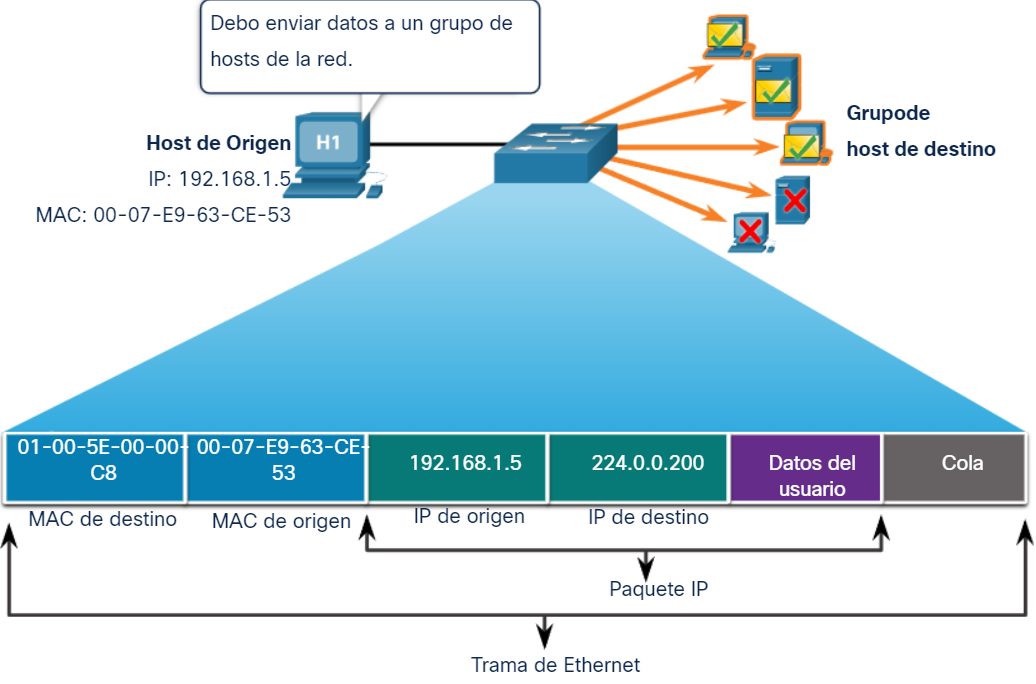 Debo enviar datos a un grupo de
hosts de la red.
H1
Host de Origen
IP: 192.168.1.5
MAC: 00-07-E9-63-CE-53
Grupode
host de destino
01-00-5E-00-00-
C8
00-07-E9-63-CE-
53
192.168.1.5
224.0.0.200
Datos del
usuario
Cola
MAC de destino
MAC de origen
IP de origen
IP de destino
Paquete IP
Trama de Ethernet